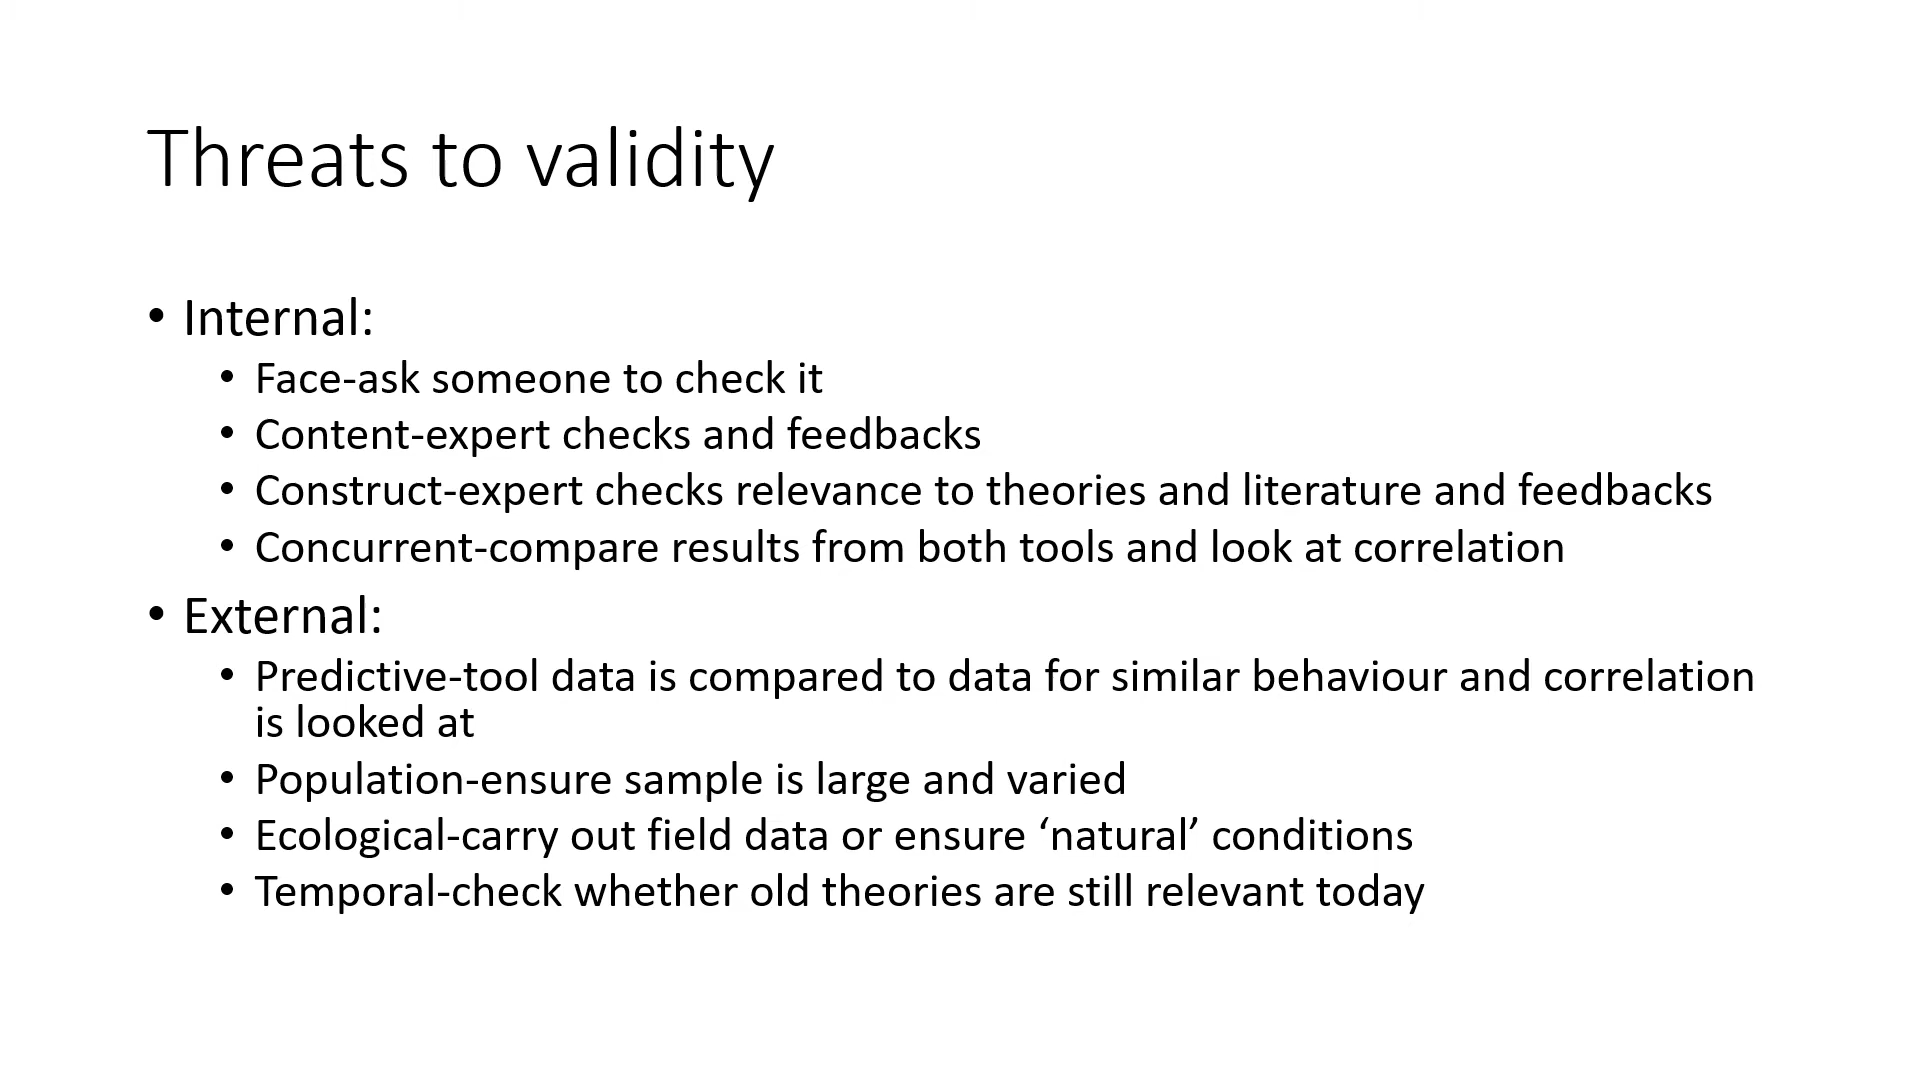 Threats to validity
• Internal:
• Face-ask someone to check it
• Content-expert checks and feedbacks
• Construct-expert checks relevance to theories and literature and feedbacks
• Concurrent-compare results from both tools and look at correlation
• External:
• Predictive-tool data is compared to data for similar behaviour and correlation
is looked at
• Population-ensure sample is large and varied
• Ecological-carry out field data or ensure ‘natural’ conditions
• Temporal-check whether old theories are still relevant today